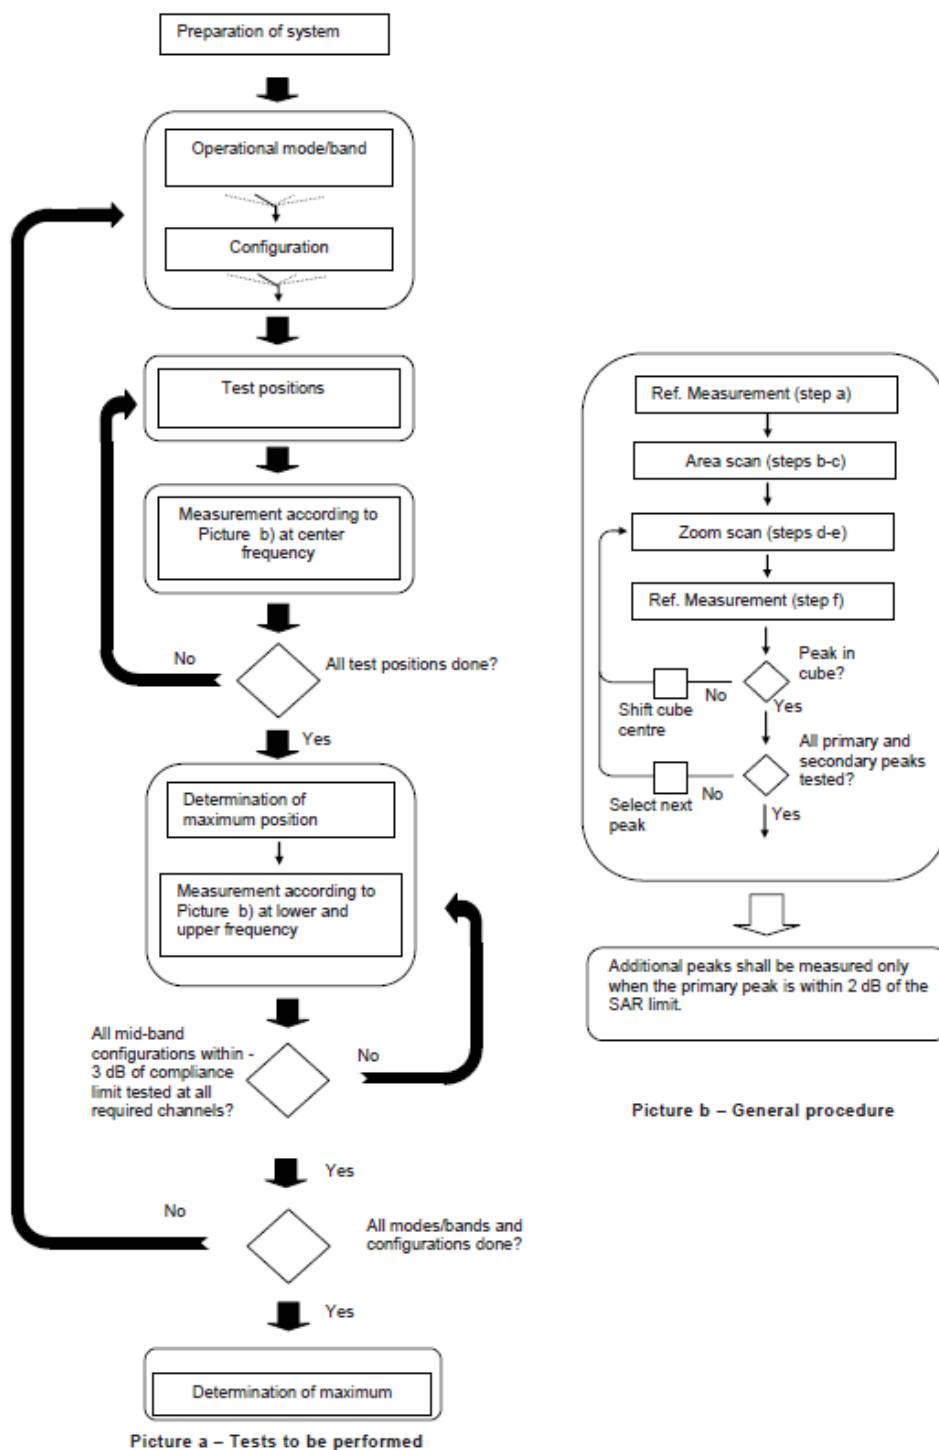 Preparation of system
Operational mode/band
Configuration
Test positions
Measurement according to
Picture b) at center
frequency
No
All test positions done?
Yes
Determination of
maximum position
Measurement according to
Picture b) at lower and
upper frequency
All mid-band
configurations within -
3 dB of compliance
limit tested at all
required channels?
No
Yes
No
All modes/bands and
configurations done?
Yes
Determination of maximum
Picture a – Tests to be performed
Ref. Measurement (step a)
Area scan (steps b-c)
Zoom scan (steps d-e)
Ref. Measurement (step f)
Peak in
cube?
No
Shift cube
centre
Yes
All primary and
secondary peaks
tested?
No
Select next
peak
Yes
Additional peaks shall be measured only
when the primary peak is within 2 dB of the
SAR limit.
Picture b – General procedure